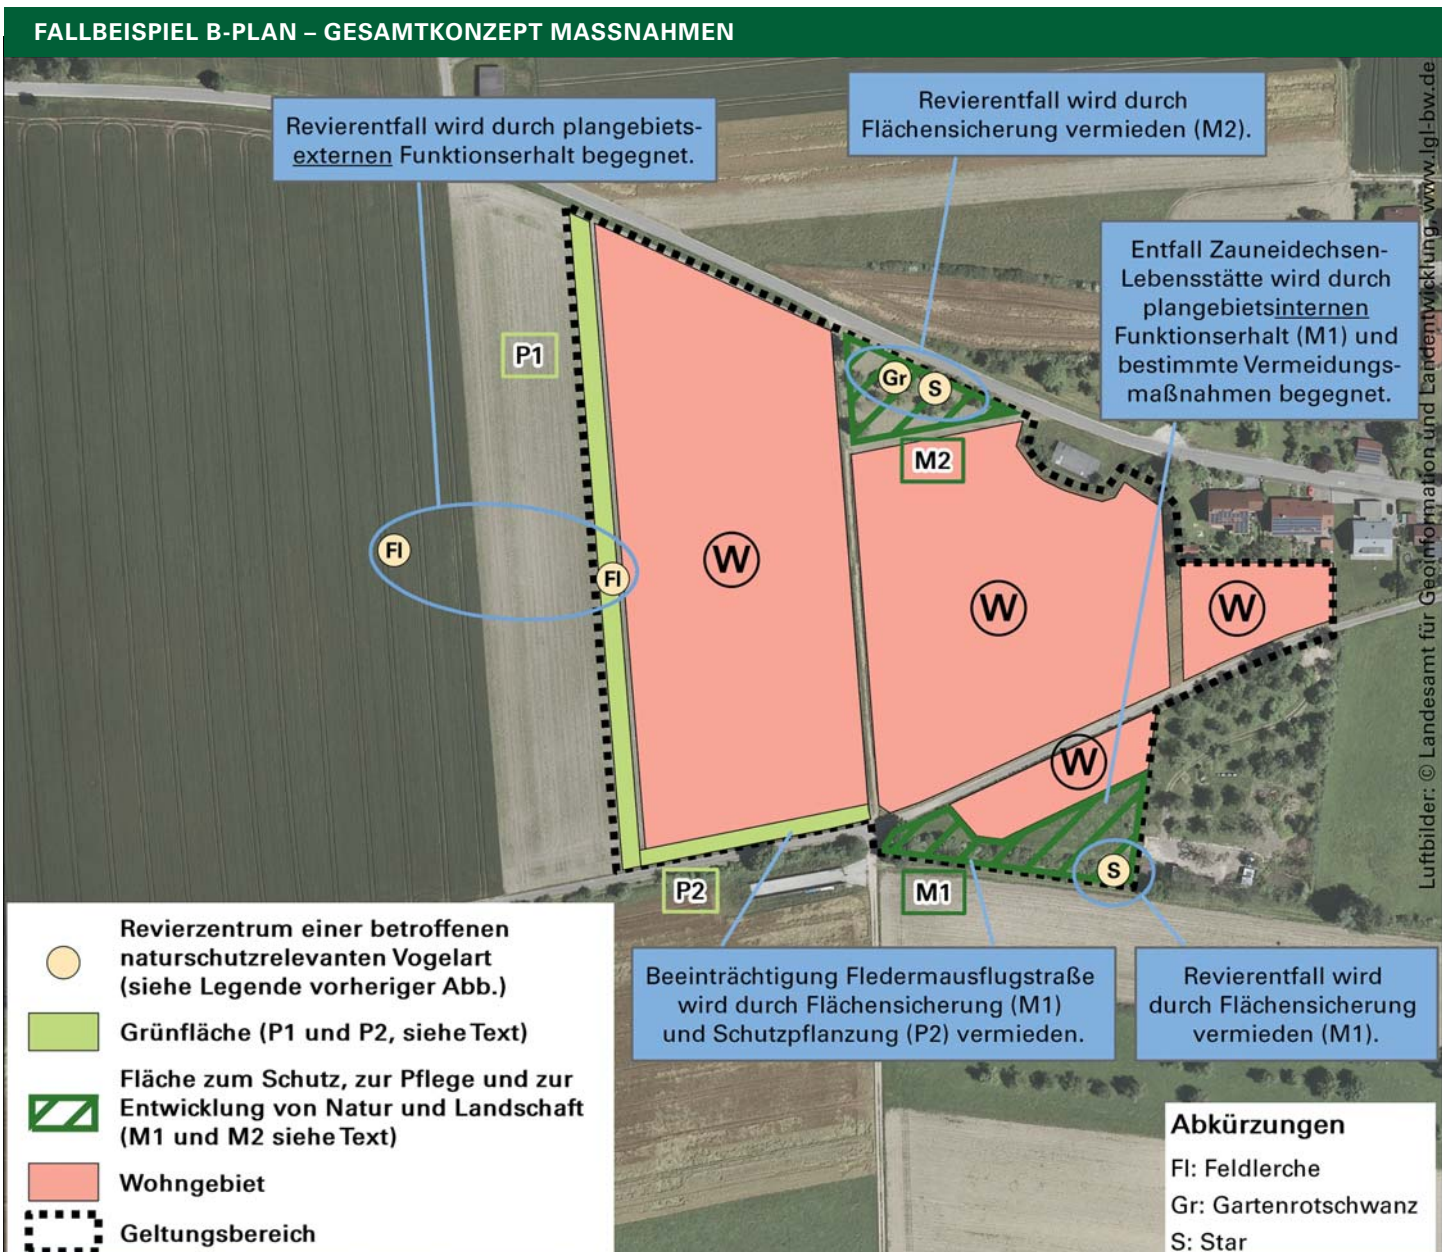 FALLBEISPIEL B-PLAN – GESAMTKONZEPT MASSNAHMEN
Revierentfall wird durch plangebiets-
externen Funktionserhalt begegnet.
Revierentfall wird durch
Flächensicherung vermieden (M2).
Entfall Zauneidechsen-
Lebensstätte wird durch
plangebietsinternen
Funktionserhalt (M1) und
bestimmte Vermeidungs-
maßnahmen begegnet.
P1
Gr
S
M2
Fl
Fl
W
W
W
W
P2
M1
S
Beeinträchtigung Fledermausflugstraße
wird durch Flächensicherung (M1)
und Schutzpflanzung (P2) vermieden.
Revierentfall wird
durch Flächensicherung
vermieden (M1).
Revierzentrum einer betroffenen
naturschutzrelevanten Vogelart
(siehe Legende vorheriger Abb.)
Grünfläche (P1 und P2, siehe Text)
Fläche zum Schutz, zur Pflege und zur
Entwicklung von Natur und Landschaft
(M1 und M2 siehe Text)
Wohngebiet
Geltungsbereich
Abkürzungen
Fl: Feldlerche
Gr: Gartenrotschwanz
S: Star
Luftbilder: © Landesamt für Geoinformation und Landentwicklung, www.lgl-bw.de